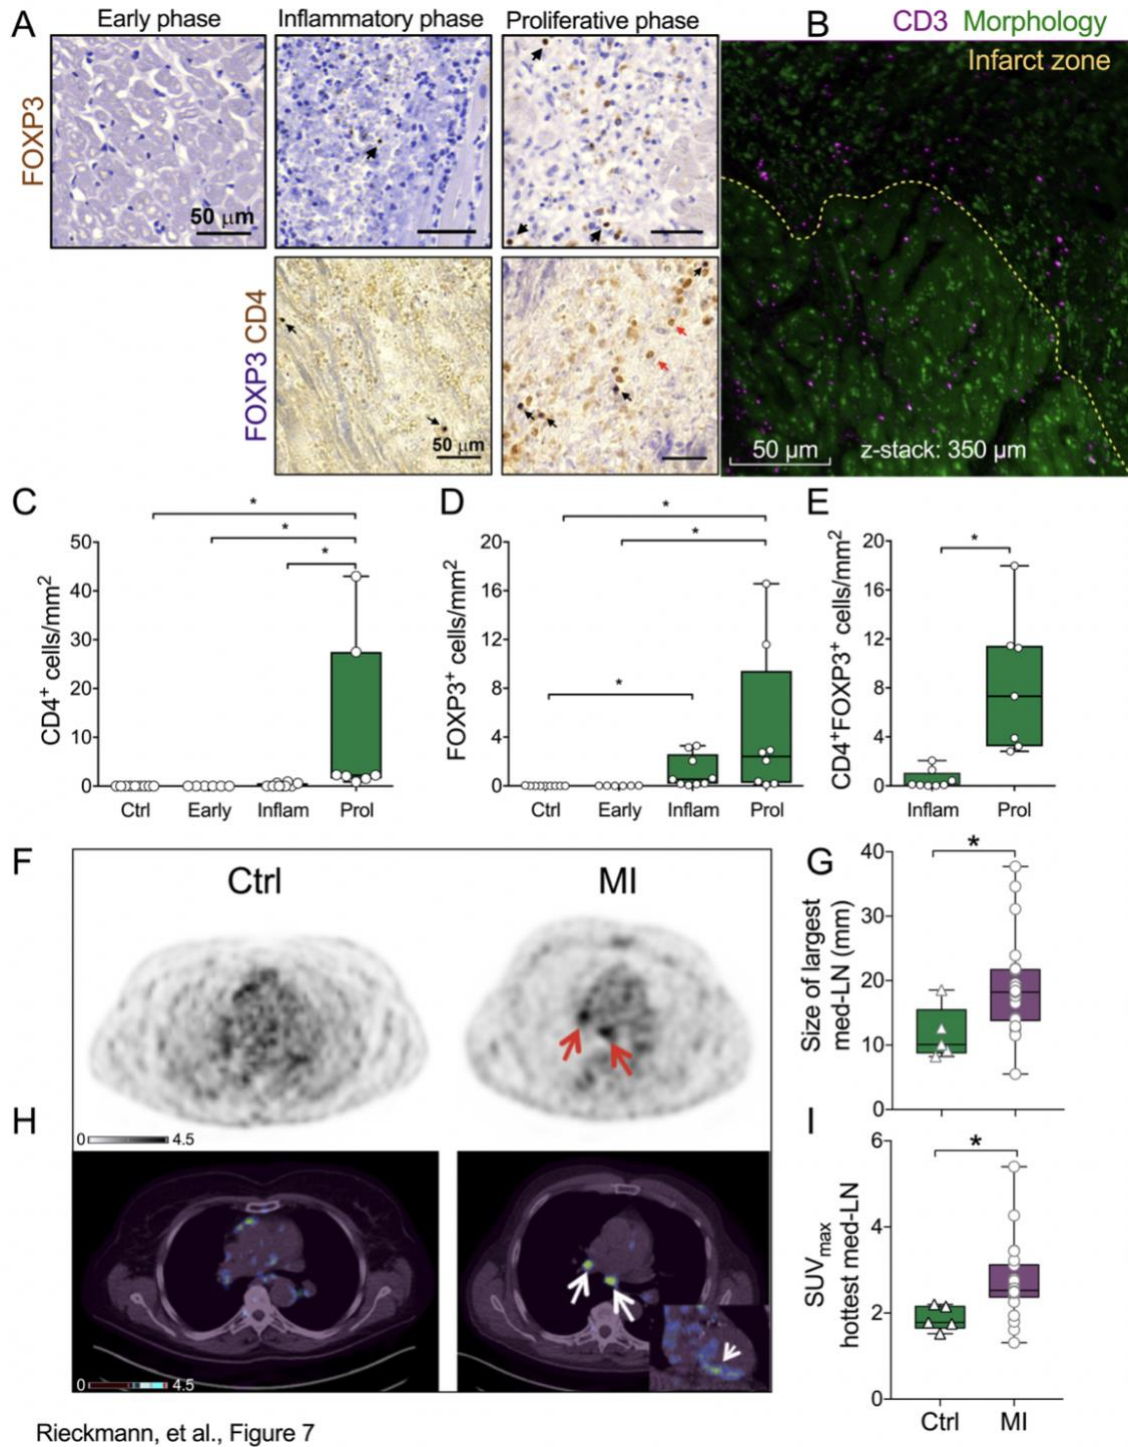 A
Early phase
Inflammatory phase
Proliferative phase
B
CD3 Morphology
Infarct zone
FOXP3
50 µm
FOXP3 CD4
50 µm
50 µm
z-stack: 350 µm
C
CD4+ cells/mm2
50
40
30
20
10
0
*
*
*
Ctrl
Early
Inflam
Prol
D
FOXP3+ cells/mm2
20
16
12
8
4
0
*
*
*
Ctrl
Early
Inflam
Prol
E
CD4+FOXP3+ cells/mm2
20
16
12
8
4
0
*
Inflam
Prol
F
Ctrl
MI
0
4.5
G
Size of largest
med-LN (mm)
40
30
20
10
0
*
H
0
4.5
I
SUVmax
hottest med-LN
6
4
2
0
*
Ctrl
MI
Rieckmann, et al., Figure 7